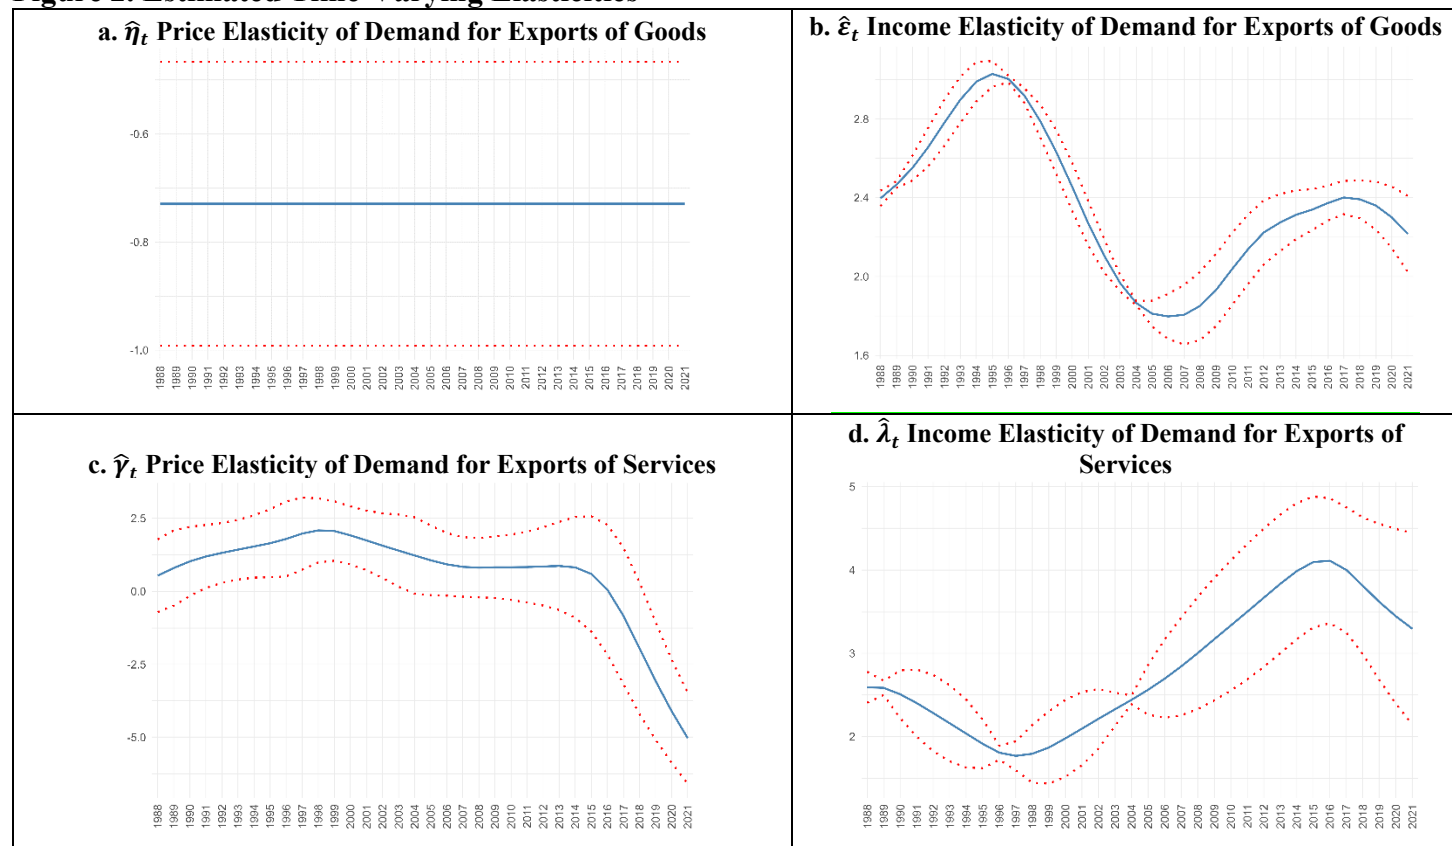 Figure 2. Estimated Time-Varying Elasticities
a. η̂ₜ Price Elasticity of Demand for Exports of Goods
-0.6
-0.8
-1.0
1988 1989 1990 1991 1992 1993 1994 1995 1996 1997 1998 1999 2000 2001 2002 2003 2004 2005 2006 2007 2008 2009 2010 2011 2012 2013 2014 2015 2016 2017 2018 2019 2020 2021
b. ε̂ₜ Income Elasticity of Demand for Exports of Goods
2.8
2.4
2.0
1.6
1988 1989 1990 1991 1992 1993 1994 1995 1996 1997 1998 1999 2000 2001 2002 2003 2004 2005 2006 2007 2008 2009 2010 2011 2012 2013 2014 2015 2016 2017 2018 2019 2020 2021
c. γ̂ₜ Price Elasticity of Demand for Exports of Services
2.5
0.0
-2.5
-5.0
1988 1989 1990 1991 1992 1993 1994 1995 1996 1997 1998 1999 2000 2001 2002 2003 2004 2005 2006 2007 2008 2009 2010 2011 2012 2013 2014 2015 2016 2017 2018 2019 2020 2021
d. λ̂ₜ Income Elasticity of Demand for Exports of
Services
5
4
3
2
1988 1989 1990 1991 1992 1993 1994 1995 1996 1997 1998 1999 2000 2001 2002 2003 2004 2005 2006 2007 2008 2009 2010 2011 2012 2013 2014 2015 2016 2017 2018 2019 2020 2021